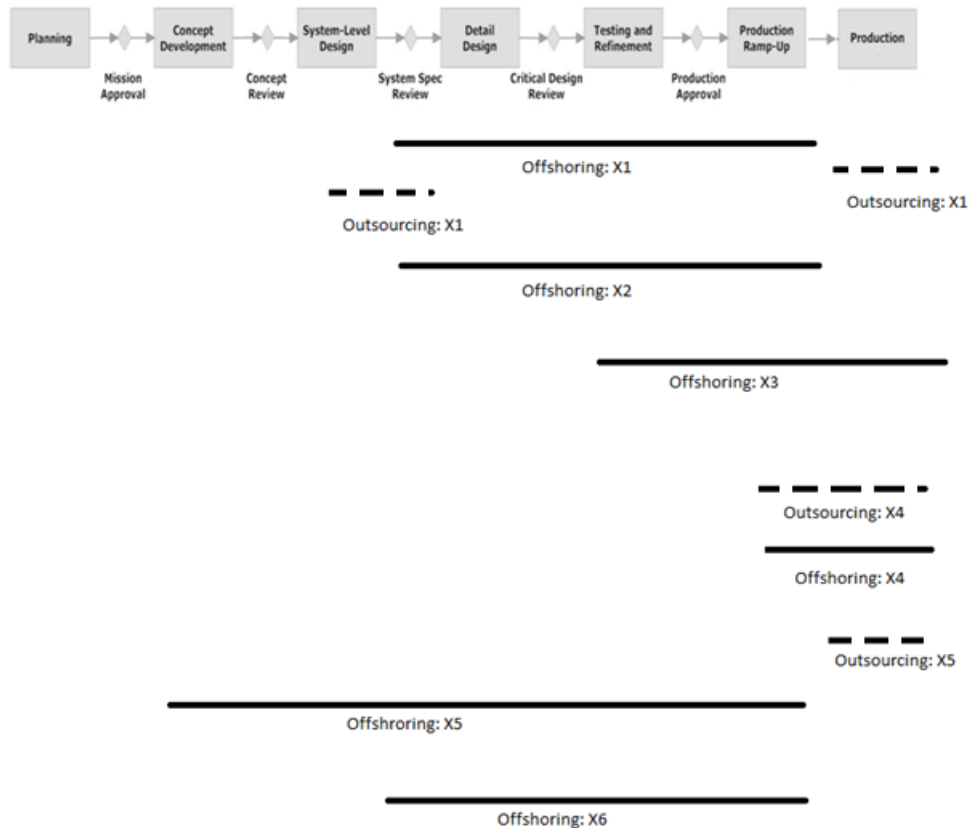 Planning
Concept
Development
System-Level
Design
Detail
Design
Testing and
Refinement
Production
Ramp-Up
Production
Mission
Approval
Concept
Review
System Spec
Review
Critical Design
Review
Production
Approval
Offshoring: X1
Outsourcing: X1
Outsourcing: X1
Offshoring: X2
Offshoring: X3
Outsourcing: X4
Offshoring: X4
Outsourcing: X5
Offshroring: X5
Offshoring: X6